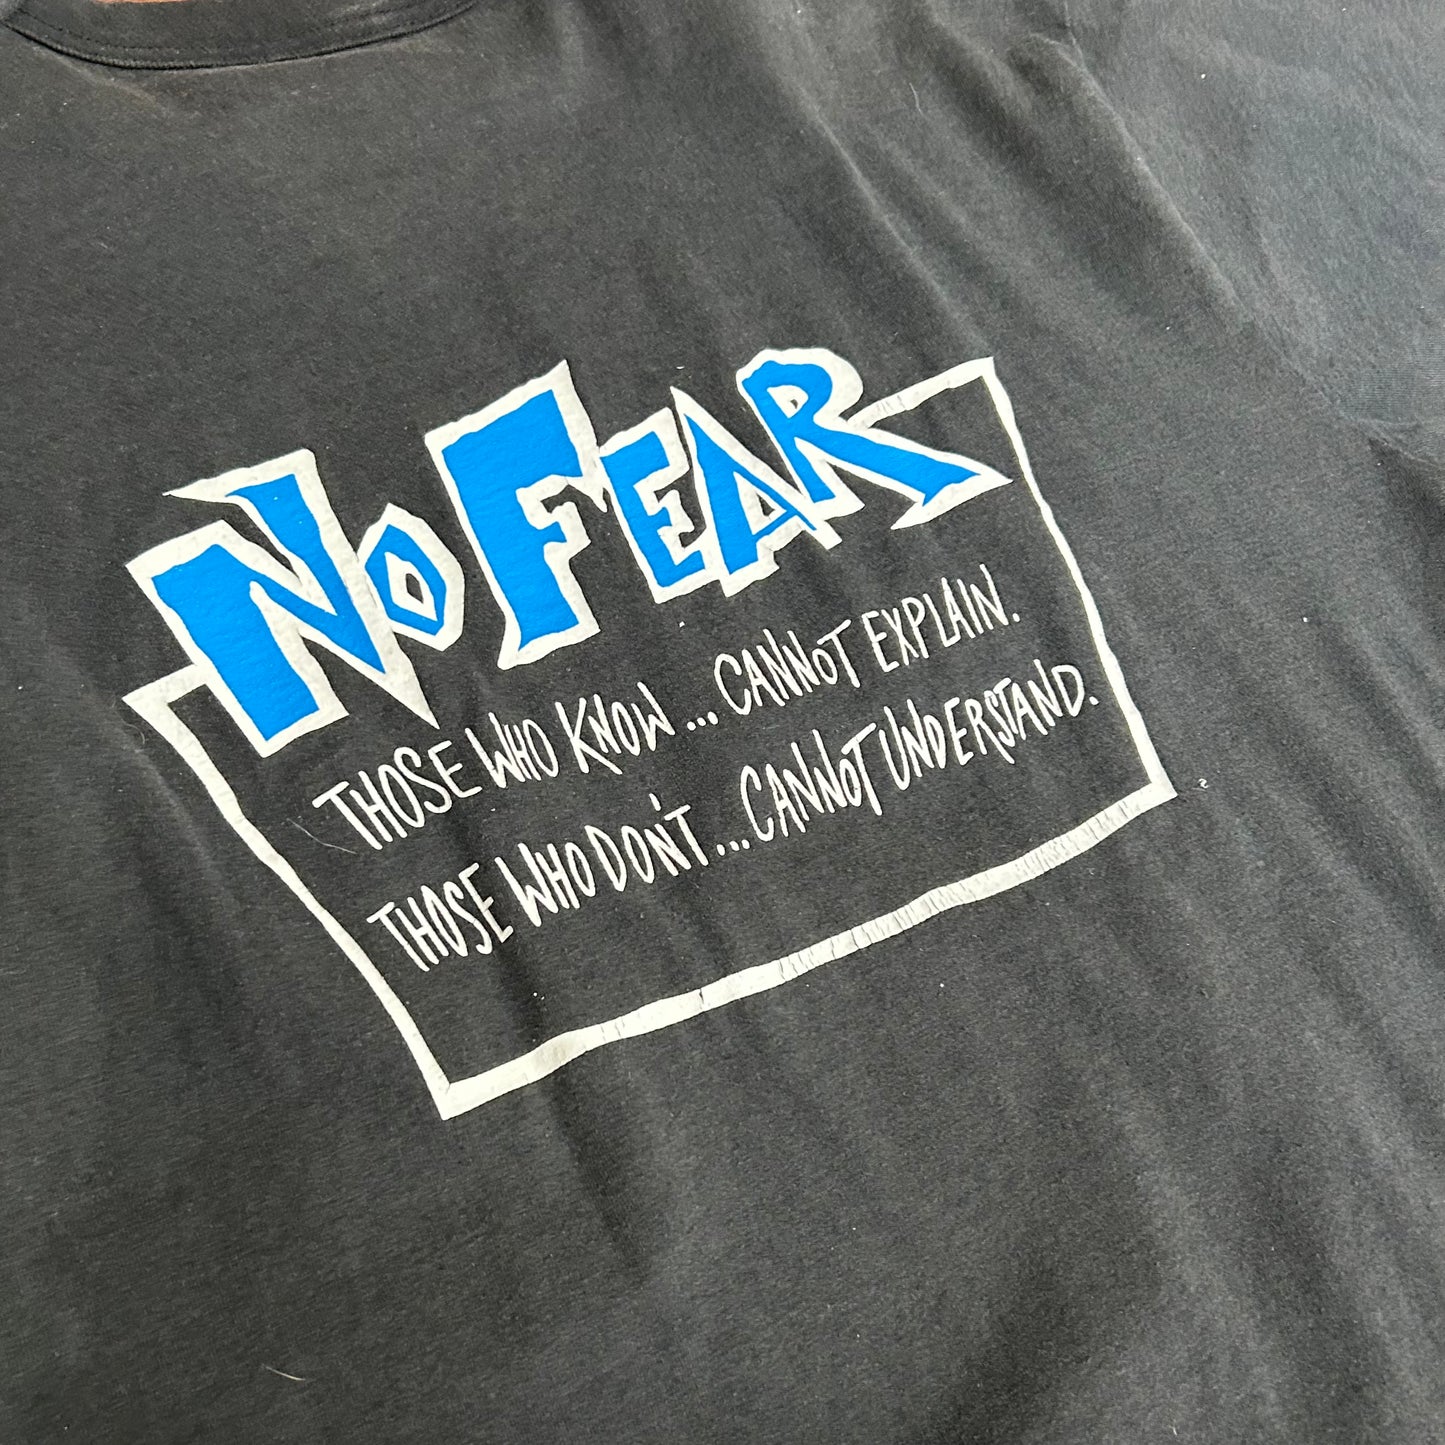 NO FEAR
THOSE WHO KNOW... CANNOT EXPLAIN.
THOSE WHO DON'T... CANNOT UNDERSTAND.